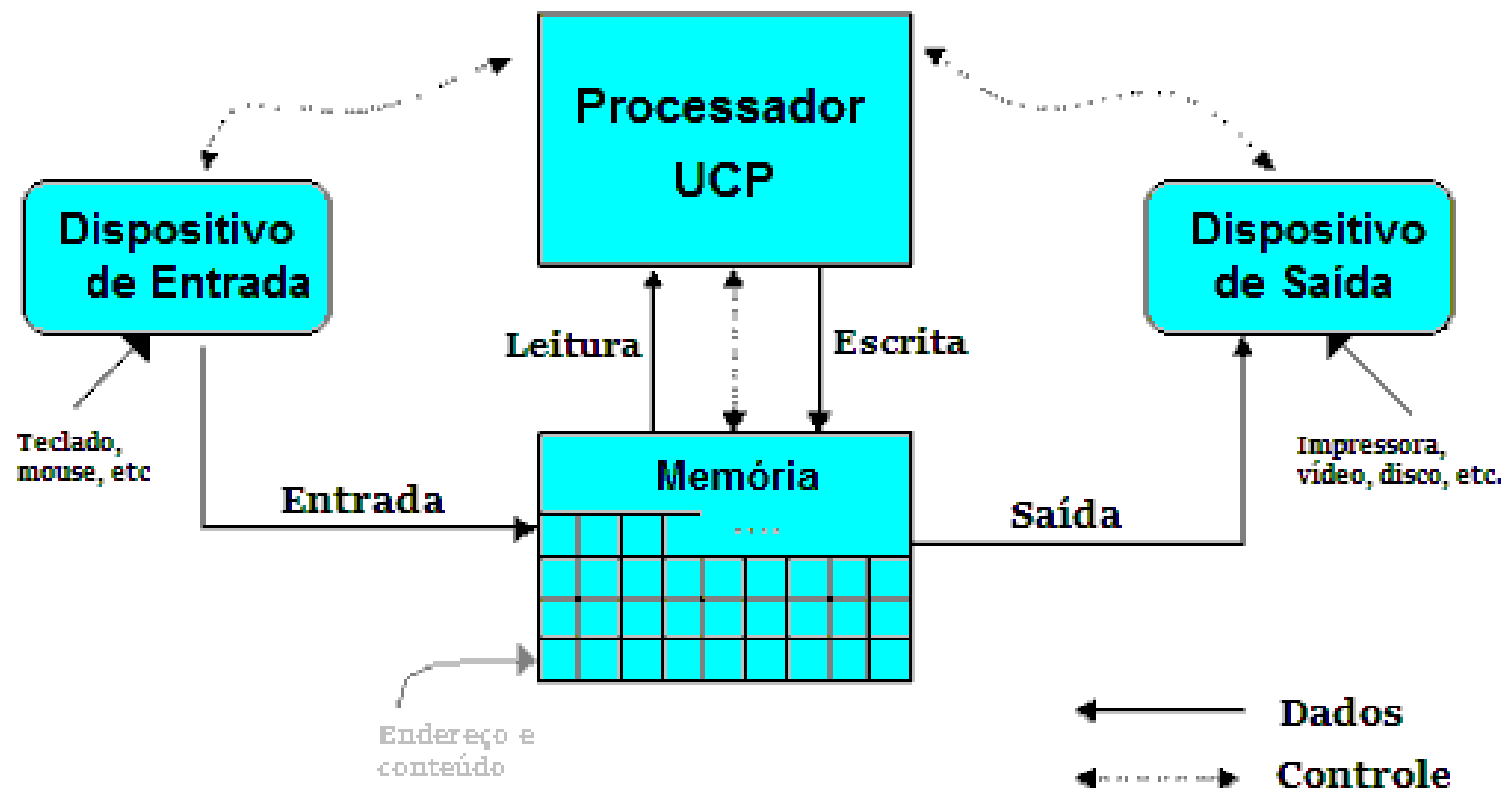 Processador
UCP
Dispositivo
de Entrada
Dispositivo
de Saída
Leitura
Escrita
Teclado,
mouse, etc
Impressora,
vídeo, disco, etc.
Memória
Entrada
....
Saída
Endereço e
conteúdo
Dados
Controle